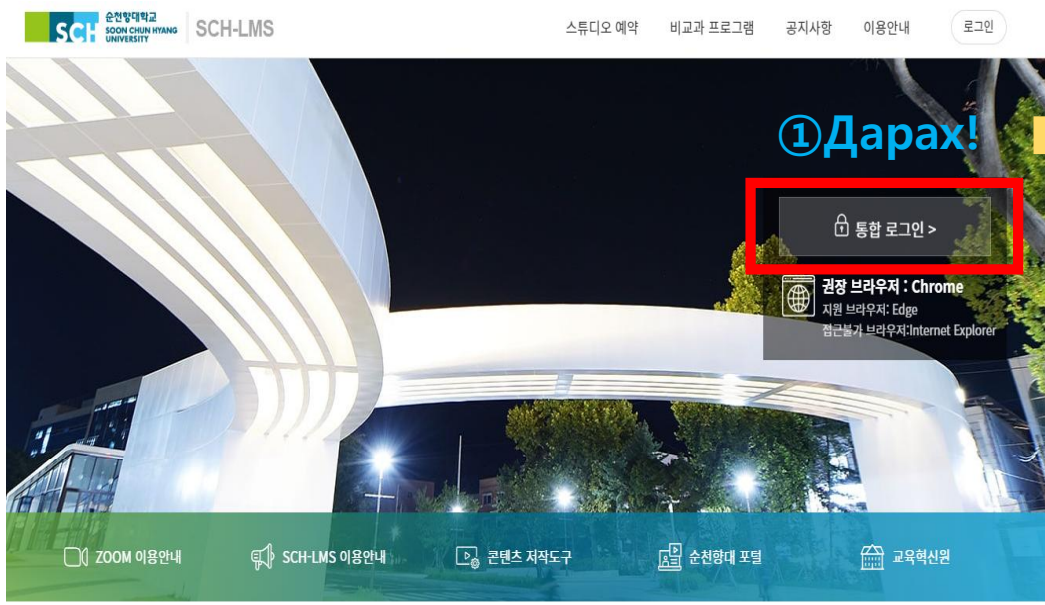 SCH 순천향대학교
SOON CHUN HYANG
UNIVERSITY
SCH-LMS
스튜디오 예약 비교과 프로그램 공지사항 이용안내 로그인
①Дарах!
통합 로그인 >
권장 브라우저 : Chrome
지원 브라우저: Edge
접근불가 브라우저:Internet Explorer
ZOOM 이용안내 SCH-LMS 이용안내 콘텐츠 저작도구 순천향대 포털 교육혁신원